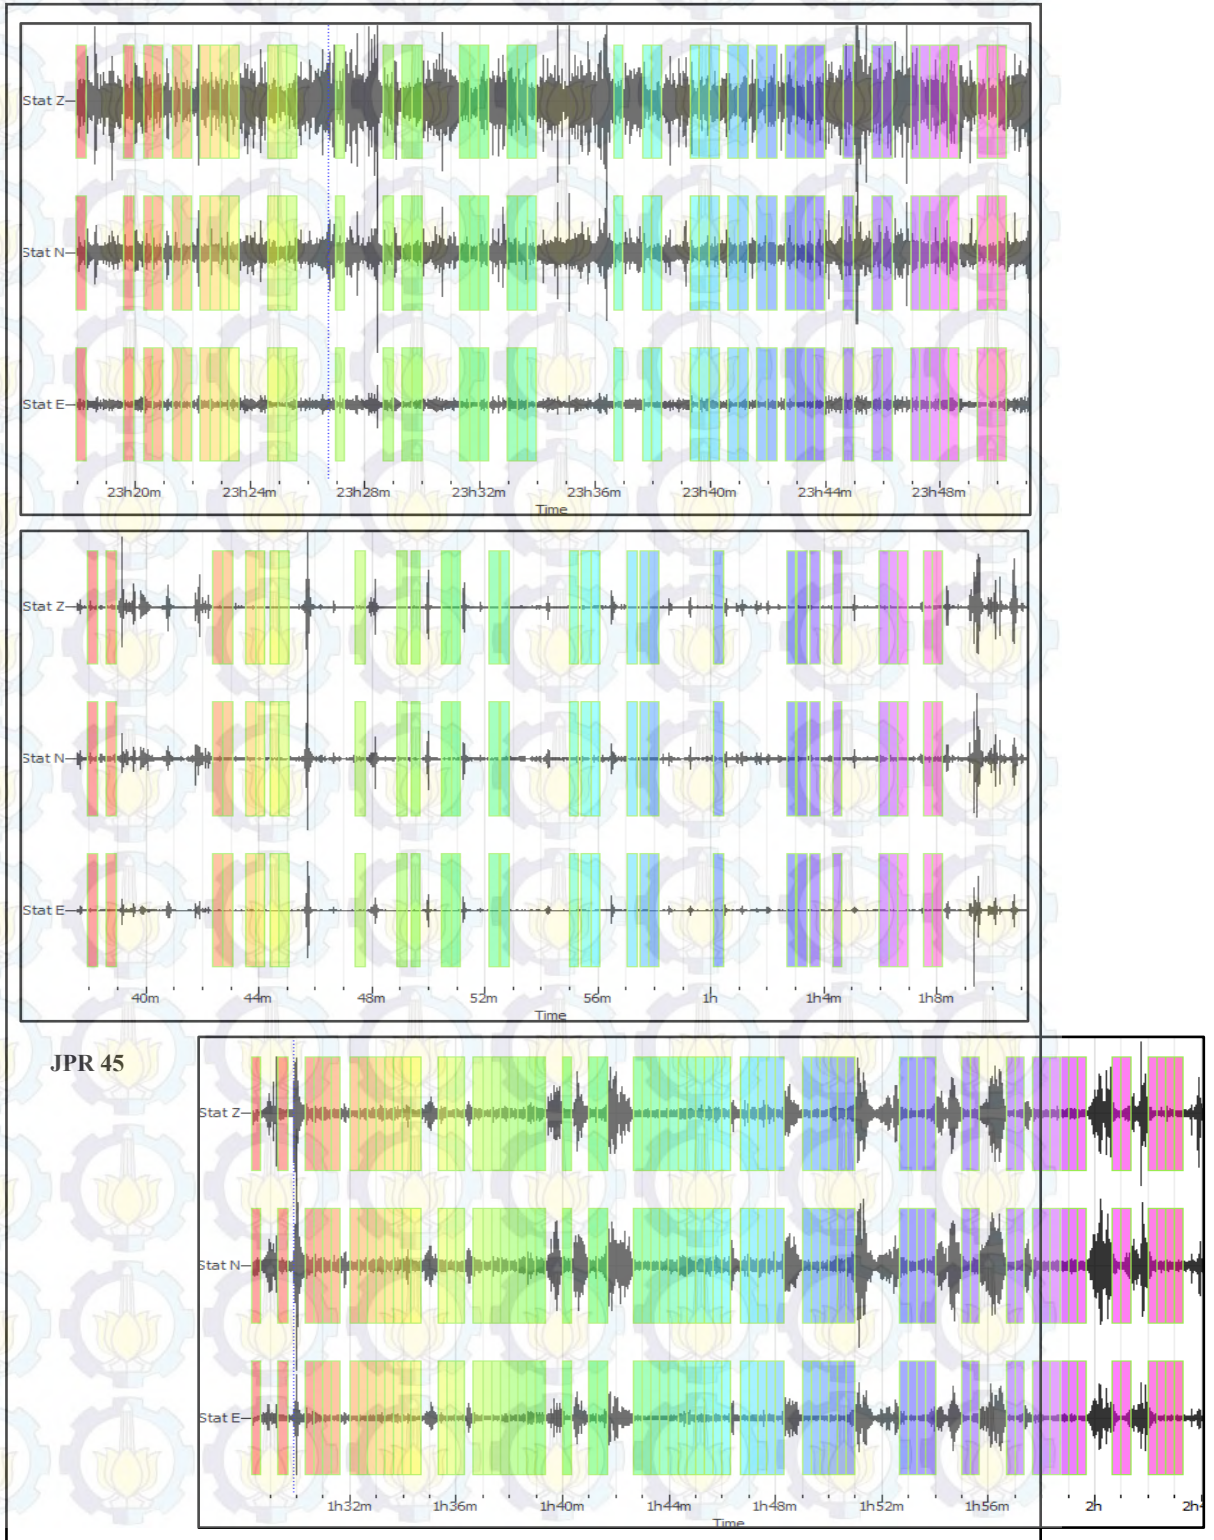 Stat Z
Stat N
Stat E
23h20m 23h24m 23h28m 23h32m 23h36m 23h40m 23h44m 23h48m
Time
Stat Z
Stat N
Stat E
40m 44m 48m 52m 56m 1h 1h4m 1h8m
Time
JPR 45
Stat Z
Stat N
Stat E
1h32m 1h36m 1h40m 1h44m 1h48m 1h52m 1h56m 2h
Time